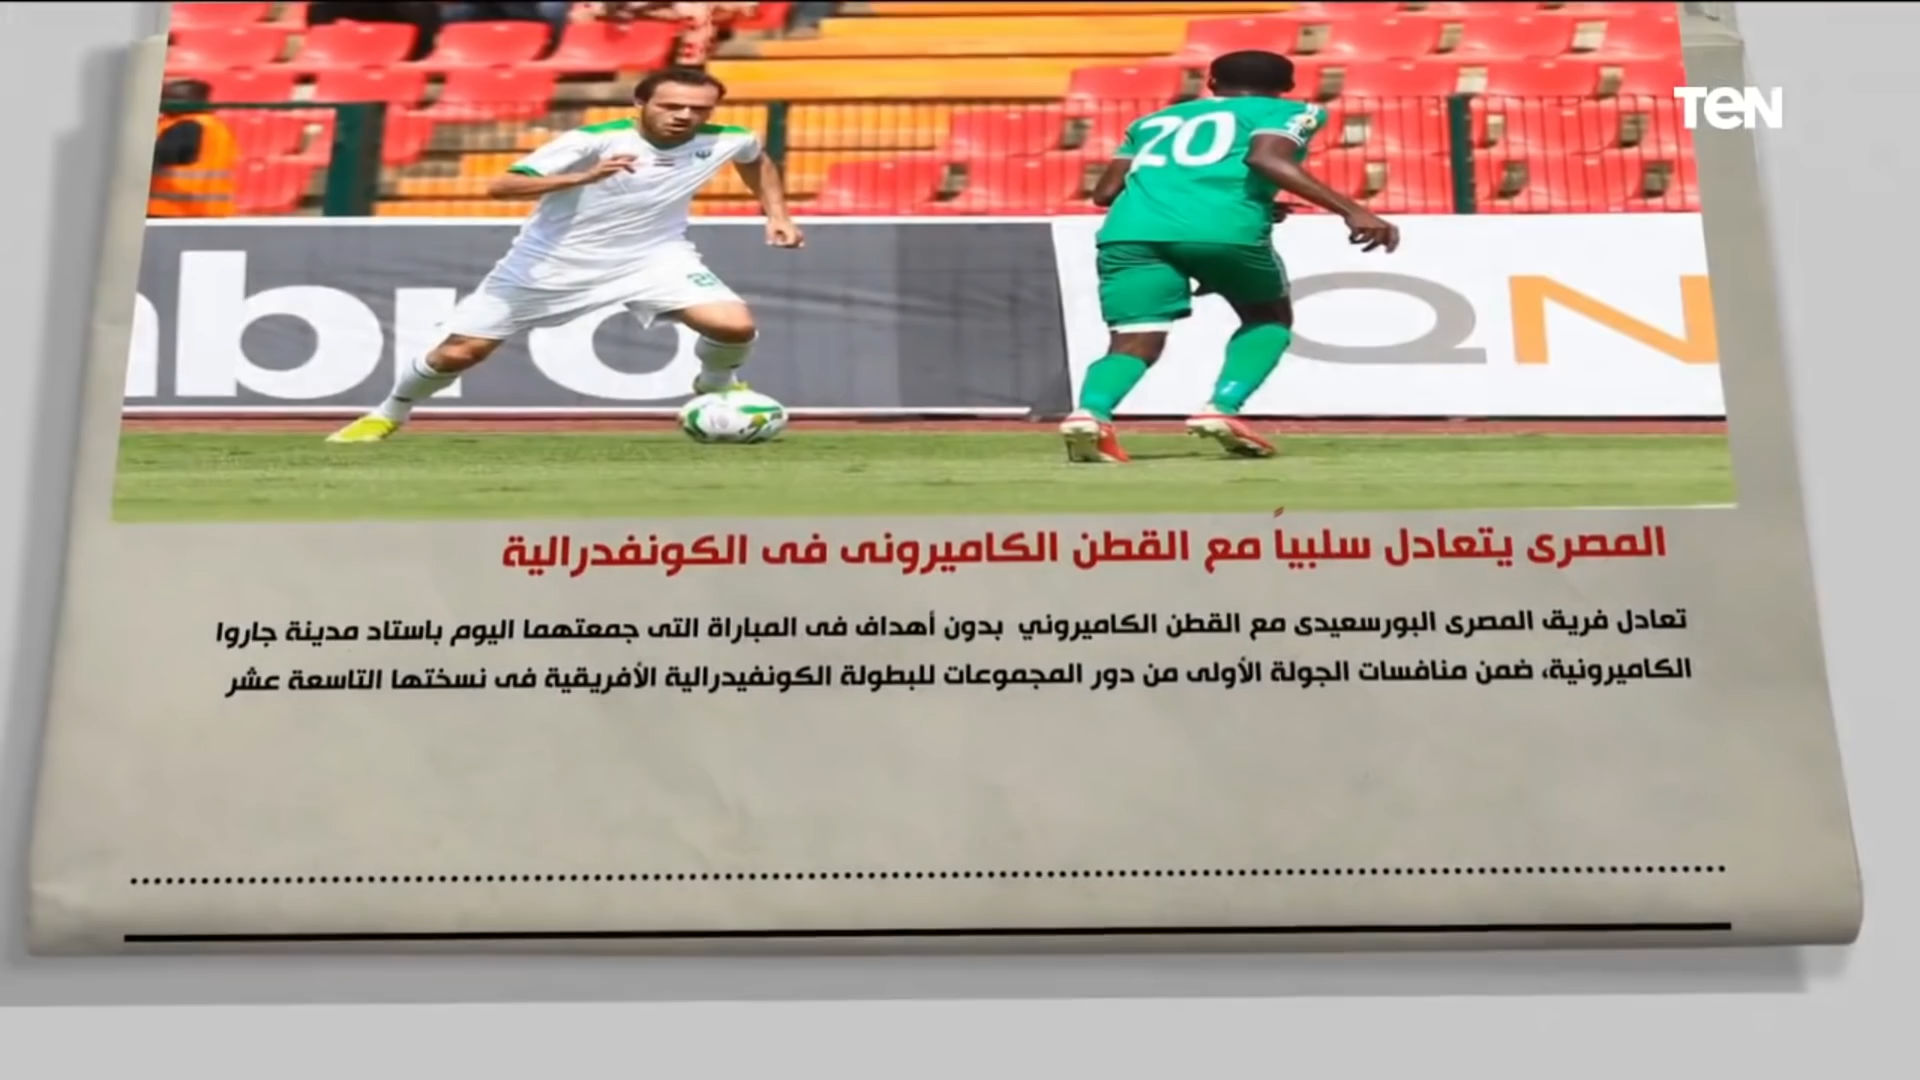 TEN
20
bro
QN
المصرى يتعادل سلبياً مع القطن الكاميرونى فى الكونفدرالية
تعادل فريق المصرى البورسعيدى مع القطن الكاميروني بدون أهداف فى المباراة التى جمعتهما اليوم باستاد مدينة جاروا
الكاميرونية، ضمن منافسات الجولة الأولى من دور المجموعات للبطولة الكونفيدرالية الأفريقية فى نسختها التاسعة عشر